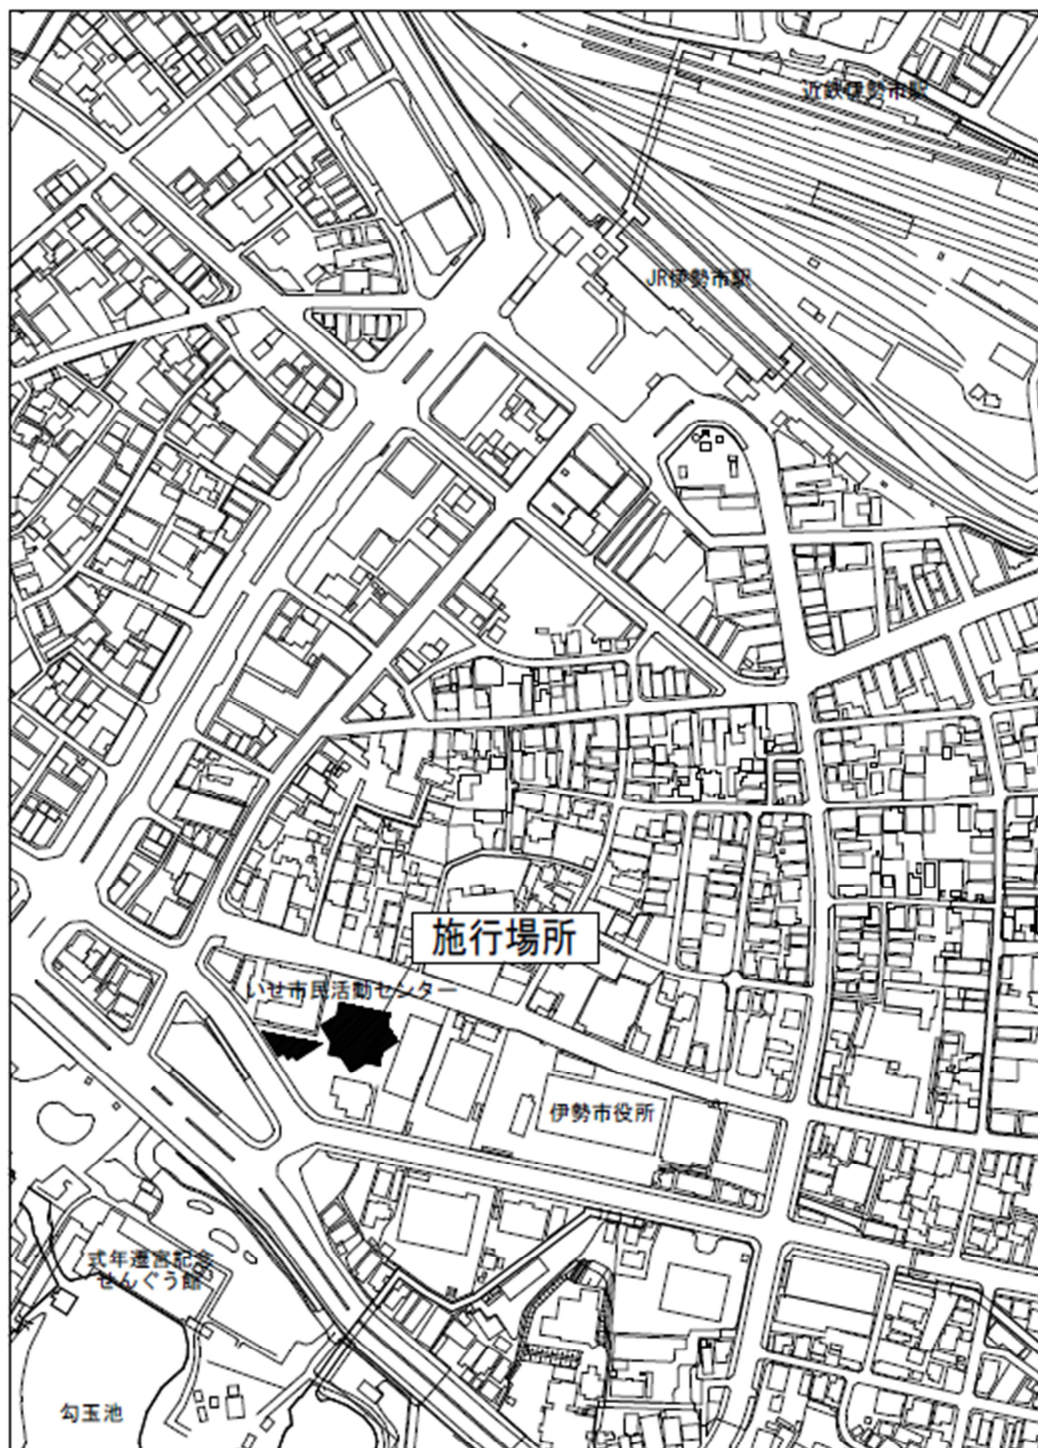 近鉄伊勢市駅
JR伊勢市駅
施行場所
いせ市民活動センター
伊勢市役所
式年遷宮記念
せんぐう館
勾玉池